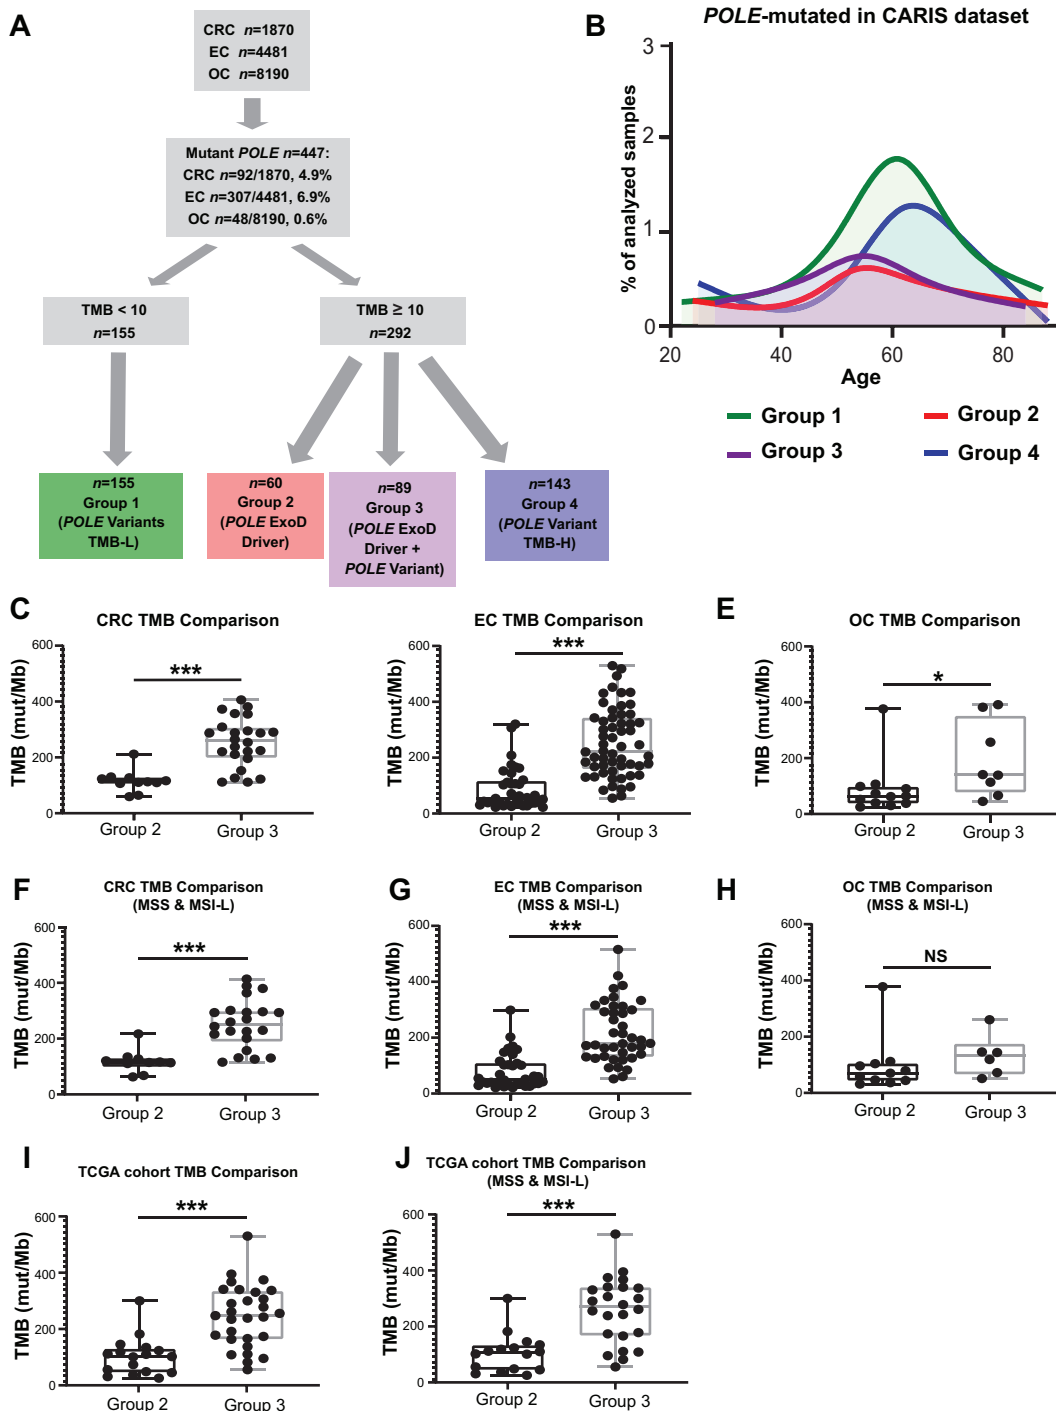 A
CRC n=1870
EC n=4481
OC n=8190
Mutant POLE n=447:
CRC n=92/1870, 4.9%
EC n=307/4481, 6.9%
OC n=48/8190, 0.6%
TMB < 10
n=155
TMB ≥ 10
n=292
n=155
Group 1
(POLE Variants
TMB-L)
n=60
Group 2
(POLE ExoD
Driver)
n=89
Group 3
(POLE ExoD
Driver +
POLE Variant)
n=143
Group 4
(POLE Variant
TMB-H)
B
POLE-mutated in CARIS dataset
% of analyzed samples
3
2
1
0
20
40
60
80
Age
Group 1
Group 2
Group 3
Group 4
C
CRC TMB Comparison
TMB (mut/Mb)
600
400
200
0
***
Group 2
Group 3
EC TMB Comparison
TMB (mut/Mb)
600
400
200
0
***
Group 2
Group 3
E
OC TMB Comparison
TMB (mut/Mb)
600
400
200
0
*
Group 2
Group 3
F
CRC TMB Comparison
(MSS & MSI-L)
TMB (mut/Mb)
600
400
200
0
***
Group 2
Group 3
G
EC TMB Comparison
(MSS & MSI-L)
TMB (mut/Mb)
600
400
200
0
***
Group 2
Group 3
H
OC TMB Comparison
(MSS & MSI-L)
TMB (mut/Mb)
600
400
200
0
NS
Group 2
Group 3
I
TCGA cohort TMB Comparison
TMB (mut/Mb)
600
400
200
0
***
Group 2
Group 3
J
TCGA cohort TMB Comparison
(MSS & MSI-L)
TMB (mut/Mb)
600
400
200
0
***
Group 2
Group 3